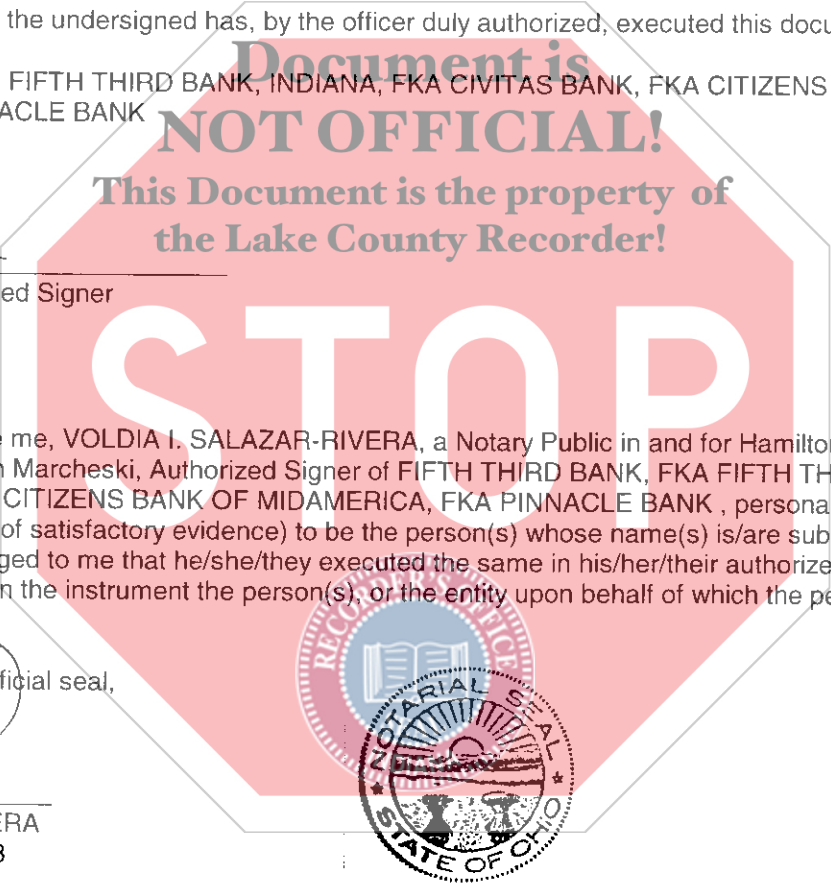 the undersigned has, by the officer duly authorized, executed this docu
Document is
FIFTH THIRD BANK, INDIANA, FKA CIVITAS BANK, FKA CITIZENS
ACLE BANK
NOT OFFICIAL!
This Document is the property of
the Lake County Recorder!
ed Signer
STOP
e me, VOLDIA I. SALAZAR-RIVERA, a Notary Public in and for Hamilton
n Marcheski, Authorized Signer of FIFTH THIRD BANK, FKA FIFTH TH
CITIZENS BANK OF MIDAMERICA, FKA PINNACLE BANK , persona
of satisfactory evidence) to be the person(s) whose name(s) is/are sub
ged to me that he/she/they executed the same in his/her/their authorize
n the instrument the person(s), or the entity upon behalf of which the pe
RECORDER'S OFFICE
ficial seal,
NOTARIAL SEAL
STATE OF OHIO
ERA
3